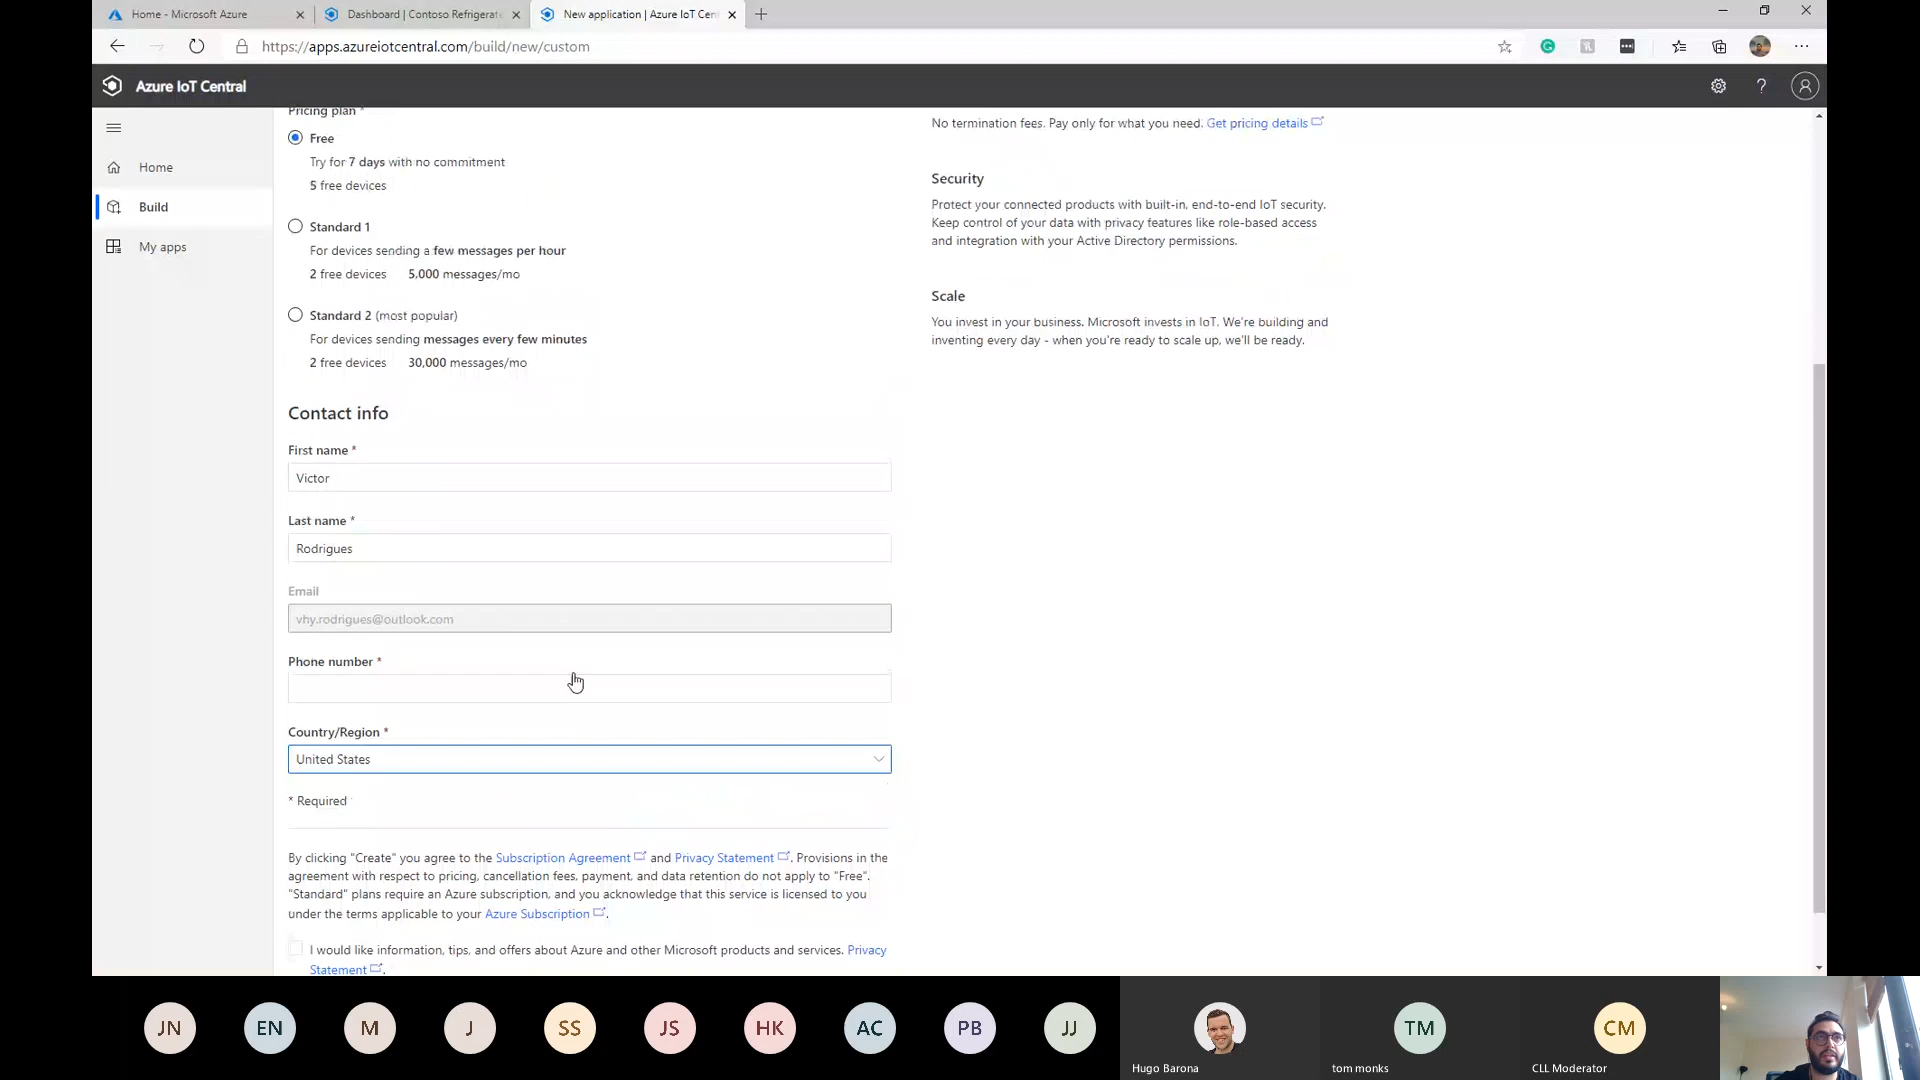 Home - Microsoft Azure
Dashboard | Contoso Refrigerate
New application | Azure IoT Cen
https://apps.azureiotcentral.com/build/new/custom
Azure IoT Central
Home
Build
My apps
Pricing plan *
Free
Try for 7 days with no commitment
5 free devices
Standard 1
For devices sending a few messages per hour
2 free devices 5,000 messages/mo
Standard 2 (most popular)
For devices sending messages every few minutes
2 free devices 30,000 messages/mo
Contact info
First name *
Victor
Last name *
Rodrigues
Email
vhy.rodrigues@outlook.com
Phone number *
Country/Region *
United States
* Required
By clicking "Create" you agree to the Subscription Agreement and Privacy Statement. Provisions in the
agreement with respect to pricing, cancellation fees, payment, and data retention do not apply to "Free".
"Standard" plans require an Azure subscription, and you acknowledge that this service is licensed to you
under the terms applicable to your Azure Subscription.
I would like information, tips, and offers about Azure and other Microsoft products and services. Privacy
Statement.
No termination fees. Pay only for what you need. Get pricing details
Security
Protect your connected products with built-in, end-to-end IoT security.
Keep control of your data with privacy features like role-based access
and integration with your Active Directory permissions.
Scale
You invest in your business. Microsoft invests in IoT. We're building and
inventing every day - when you're ready to scale up, we'll be ready.
JN
EN
M
J
SS
JS
HK
AC
PB
JJ
Hugo Barona
TM
tom monks
CM
CLL Moderator